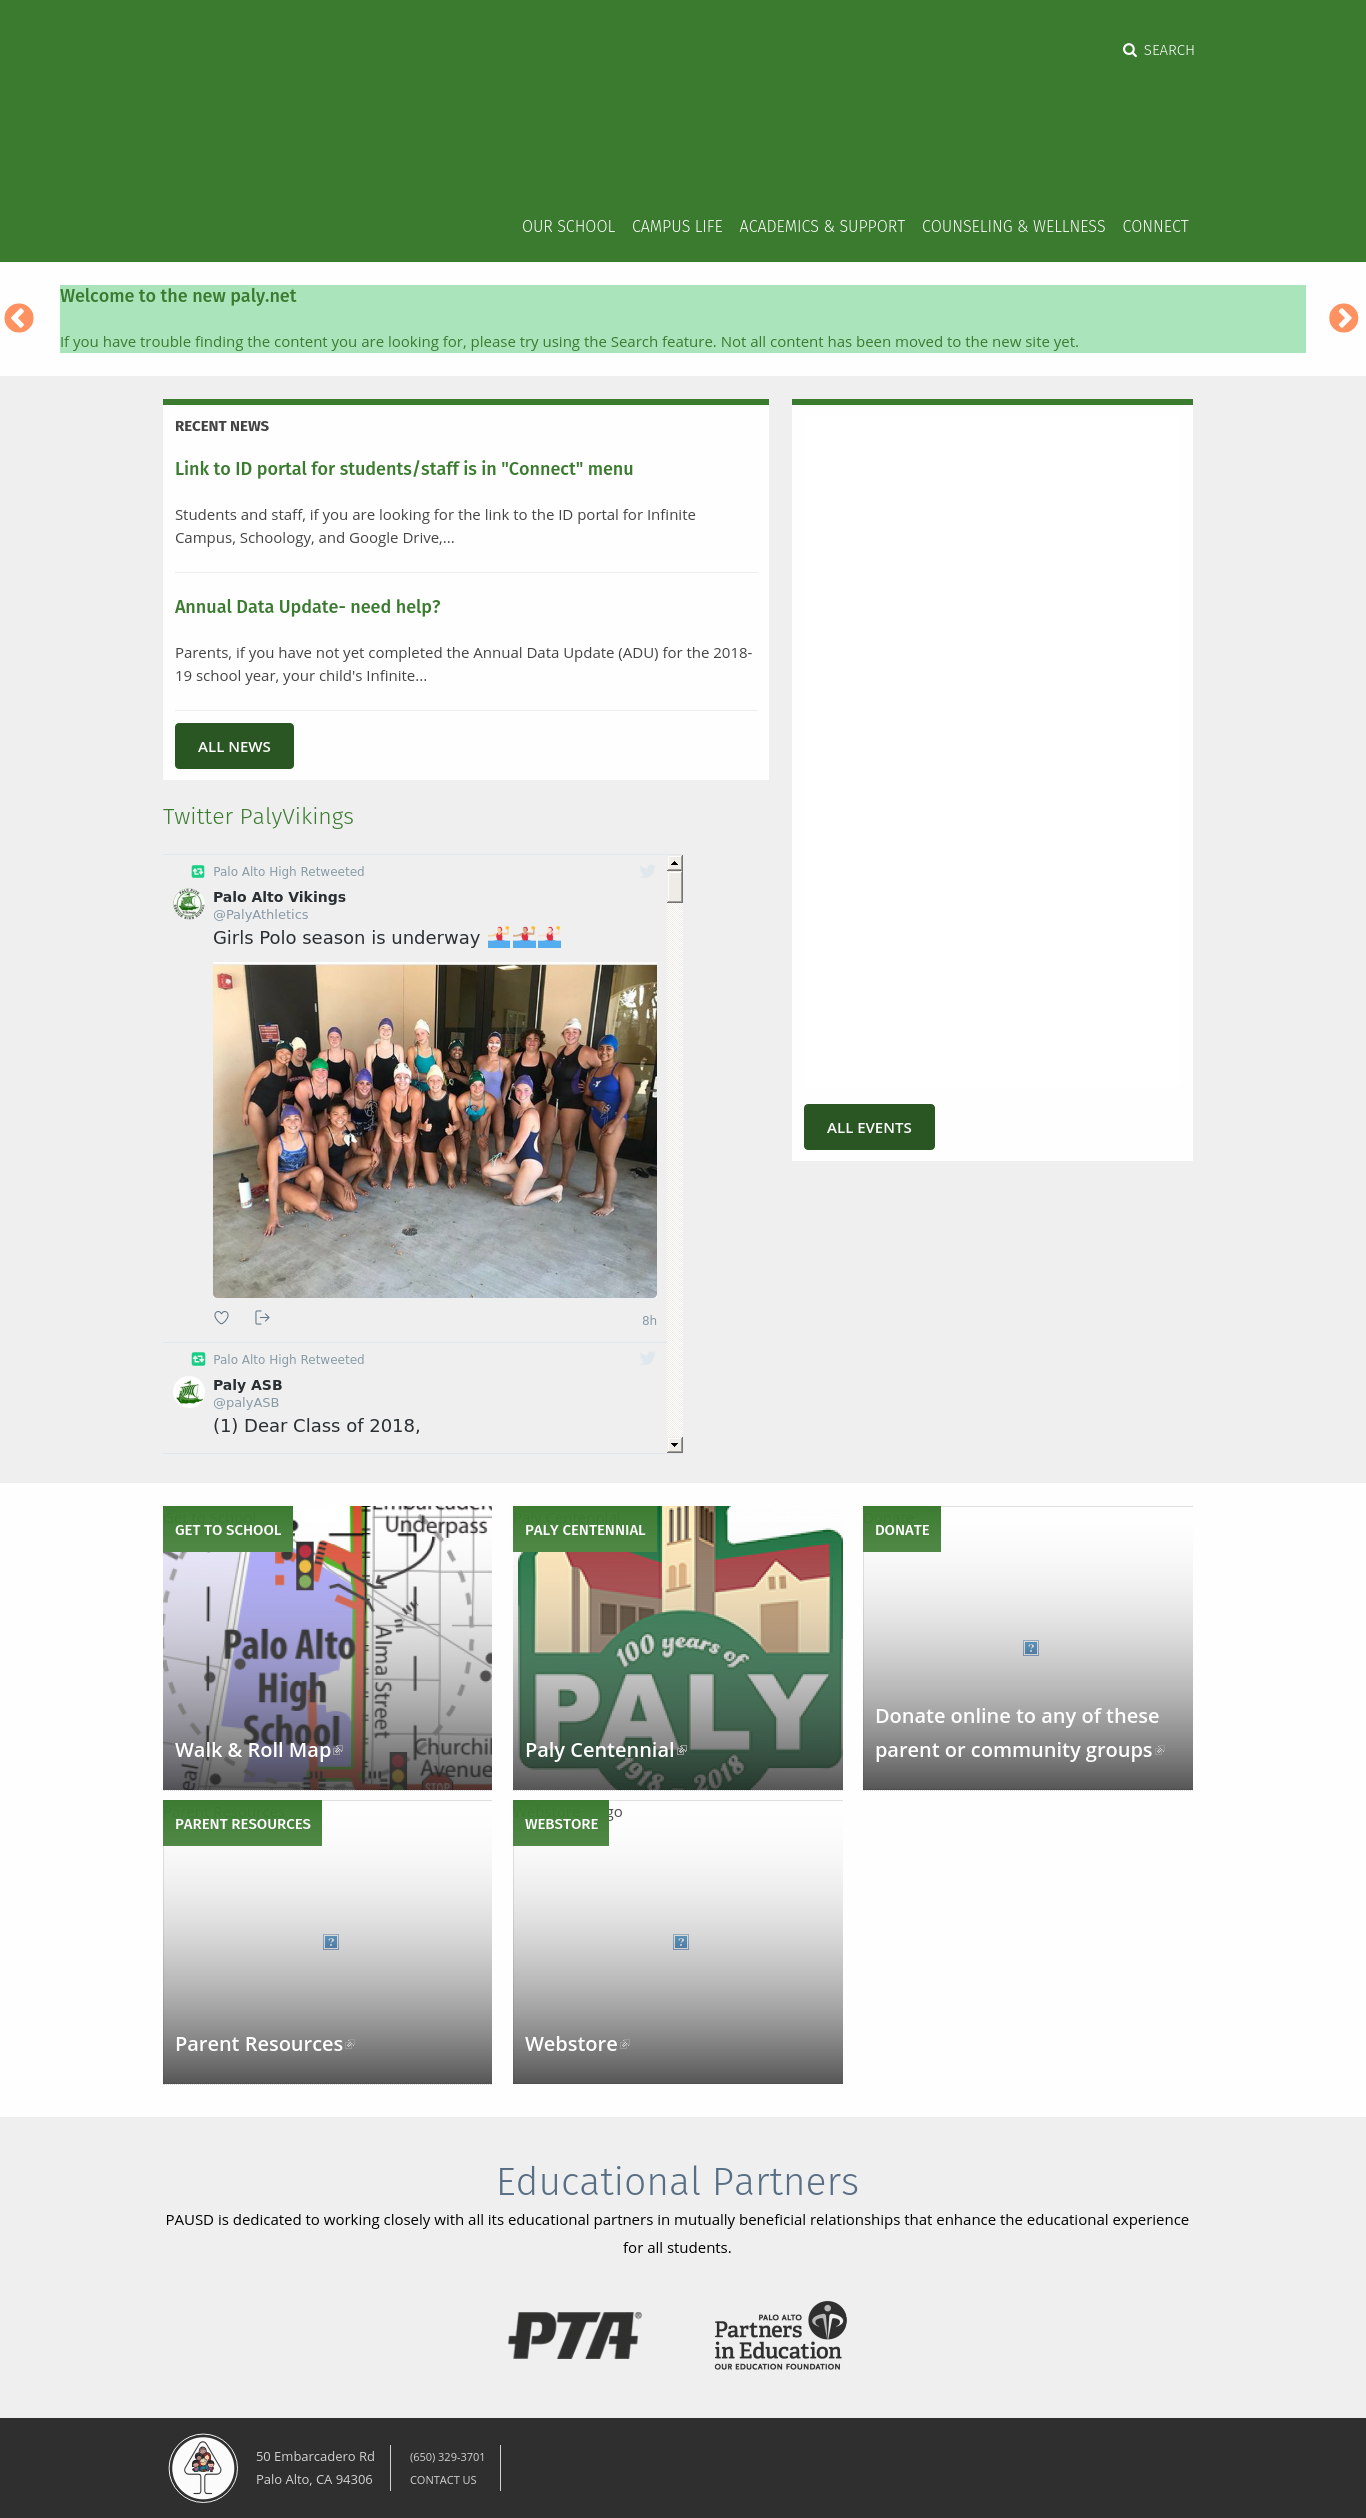 SEARCH
OUR SCHOOL CAMPUS LIFE ACADEMICS & SUPPORT COUNSELING & WELLNESS CONNECT
Welcome to the new paly.net
If you have trouble finding the content you are looking for, please try using the Search feature. Not all content has been moved to the new site yet.
RECENT NEWS
Link to ID portal for students/staff is in "Connect" menu
Students and staff, if you are looking for the link to the ID portal for Infinite
Campus, Schoology, and Google Drive,...
Annual Data Update- need help?
Parents, if you have not yet completed the Annual Data Update (ADU) for the 2018-
19 school year, your child's Infinite...
ALL NEWS
Twitter PalyVikings
Palo Alto High Retweeted
Palo Alto Vikings
@PalyAthletics
Girls Polo season is underway
8h
Palo Alto High Retweeted
Paly ASB
@palyASB
(1) Dear Class of 2018,
ALL EVENTS
GET TO SCHOOL
Underpass
Alma Street
Palo Alto
High
School
Avenue
STOP
Walk & Roll Map
PALY CENTENNIAL
100 years of
PALY
1918 - 2018
Paly Centennial
DONATE
Donate online to any of these
parent or community groups
PARENT RESOURCES
Parent Resources
WEBSTORE
go
Webstore
Educational Partners
PAUSD is dedicated to working closely with all its educational partners in mutually beneficial relationships that enhance the educational experience
for all students.
PTA®
PALO ALTO
Partners
in Education
OUR EDUCATION FOUNDATION
50 Embarcadero Rd
Palo Alto, CA 94306
(650) 329-3701
CONTACT US